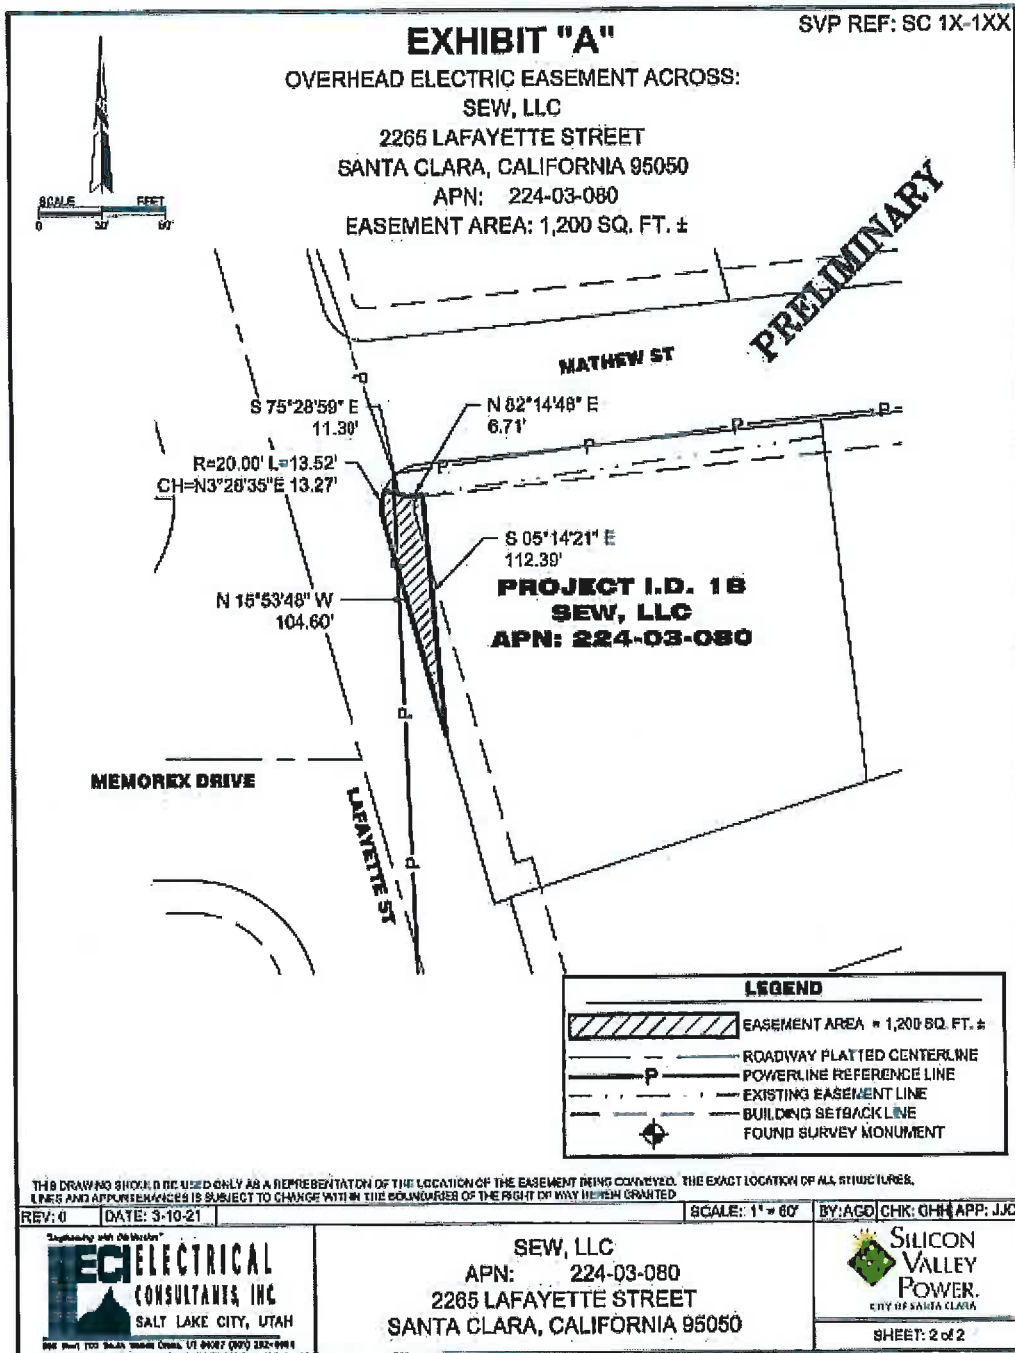 EXHIBIT "A"
SVP REF: SC 1X-1XX
OVERHEAD ELECTRIC EASEMENT ACROSS:
SEW, LLC
2265 LAFAYETTE STREET
SANTA CLARA, CALIFORNIA 95050
APN: 224-03-080
EASEMENT AREA: 1,200 SQ. FT. ±
SCALE FEET
0 30' 60'
PRELIMINARY
MATHEW ST
S 75°28'59" E
11.30'
N 82°14'48" E
6.71'
R=20.00' L=13.52'
CH=N3°28'35"E 13.27'
S 05°14'21" E
112.39'
N 15°53'48" W
104.60'
PROJECT I.D. 1B
SEW, LLC
APN: 224-03-080
P
P
P
P
P
P
P
MEMOREX DRIVE
LAFAYETTE ST
LEGEND
EASEMENT AREA = 1,200 SQ. FT. ±
ROADWAY PLATTED CENTERLINE
P POWERLINE REFERENCE LINE
EXISTING EASEMENT LINE
BUILDING SETBACK LINE
FOUND SURVEY MONUMENT
THIS DRAWING SHOULD BE USED ONLY AS A REPRESENTATON OF THE LOCATION OF THE EASEMENT BEING CONVEYED. THE EXACT LOCATION OF ALL STRUCTURES,
LINES AND APPURTENANCES IS SUBJECT TO CHANGE WITHIN THE BOUNDARIES OF THE RIGHT OF WAY HEREIN GRANTED
REV: 0 DATE: 3-10-21 SCALE: 1" = 60' BY: AGD CHK: GHH APP: JJC
ECI ELECTRICAL
CONSULTANTS, INC.
SALT LAKE CITY, UTAH
SEW, LLC
APN: 224-03-080
2265 LAFAYETTE STREET
SANTA CLARA, CALIFORNIA 95050
SILICON
VALLEY
POWER.
CITY OF SANTA CLARA
SHEET: 2 of 2